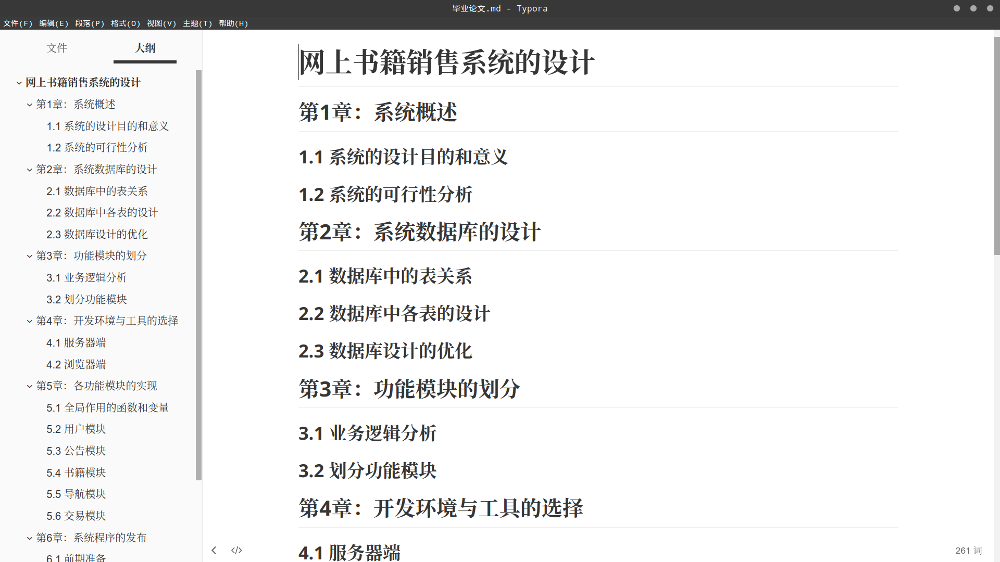 毕业论文.md - Typora
文件(F) 编辑(E) 段落(P) 格式(O) 视图(V) 主题(T) 帮助(H)
文件 大纲
网上书籍销售系统的设计
第1章：系统概述
1.1 系统的设计目的和意义
1.2 系统的可行性分析
第2章：系统数据库的设计
2.1 数据库中的表关系
2.2 数据库中各表的设计
2.3 数据库设计的优化
第3章：功能模块的划分
3.1 业务逻辑分析
3.2 划分功能模块
第4章：开发环境与工具的选择
4.1 服务器端
4.2 浏览器端
第5章：各功能模块的实现
5.1 全局作用的函数和变量
5.2 用户模块
5.3 公告模块
5.4 书籍模块
5.5 导航模块
5.6 交易模块
第6章：系统程序的发布
6.1 前期准备
网上书籍销售系统的设计
第1章：系统概述
1.1 系统的设计目的和意义
1.2 系统的可行性分析
第2章：系统数据库的设计
2.1 数据库中的表关系
2.2 数据库中各表的设计
2.3 数据库设计的优化
第3章：功能模块的划分
3.1 业务逻辑分析
3.2 划分功能模块
第4章：开发环境与工具的选择
4.1 服务器端
261 词